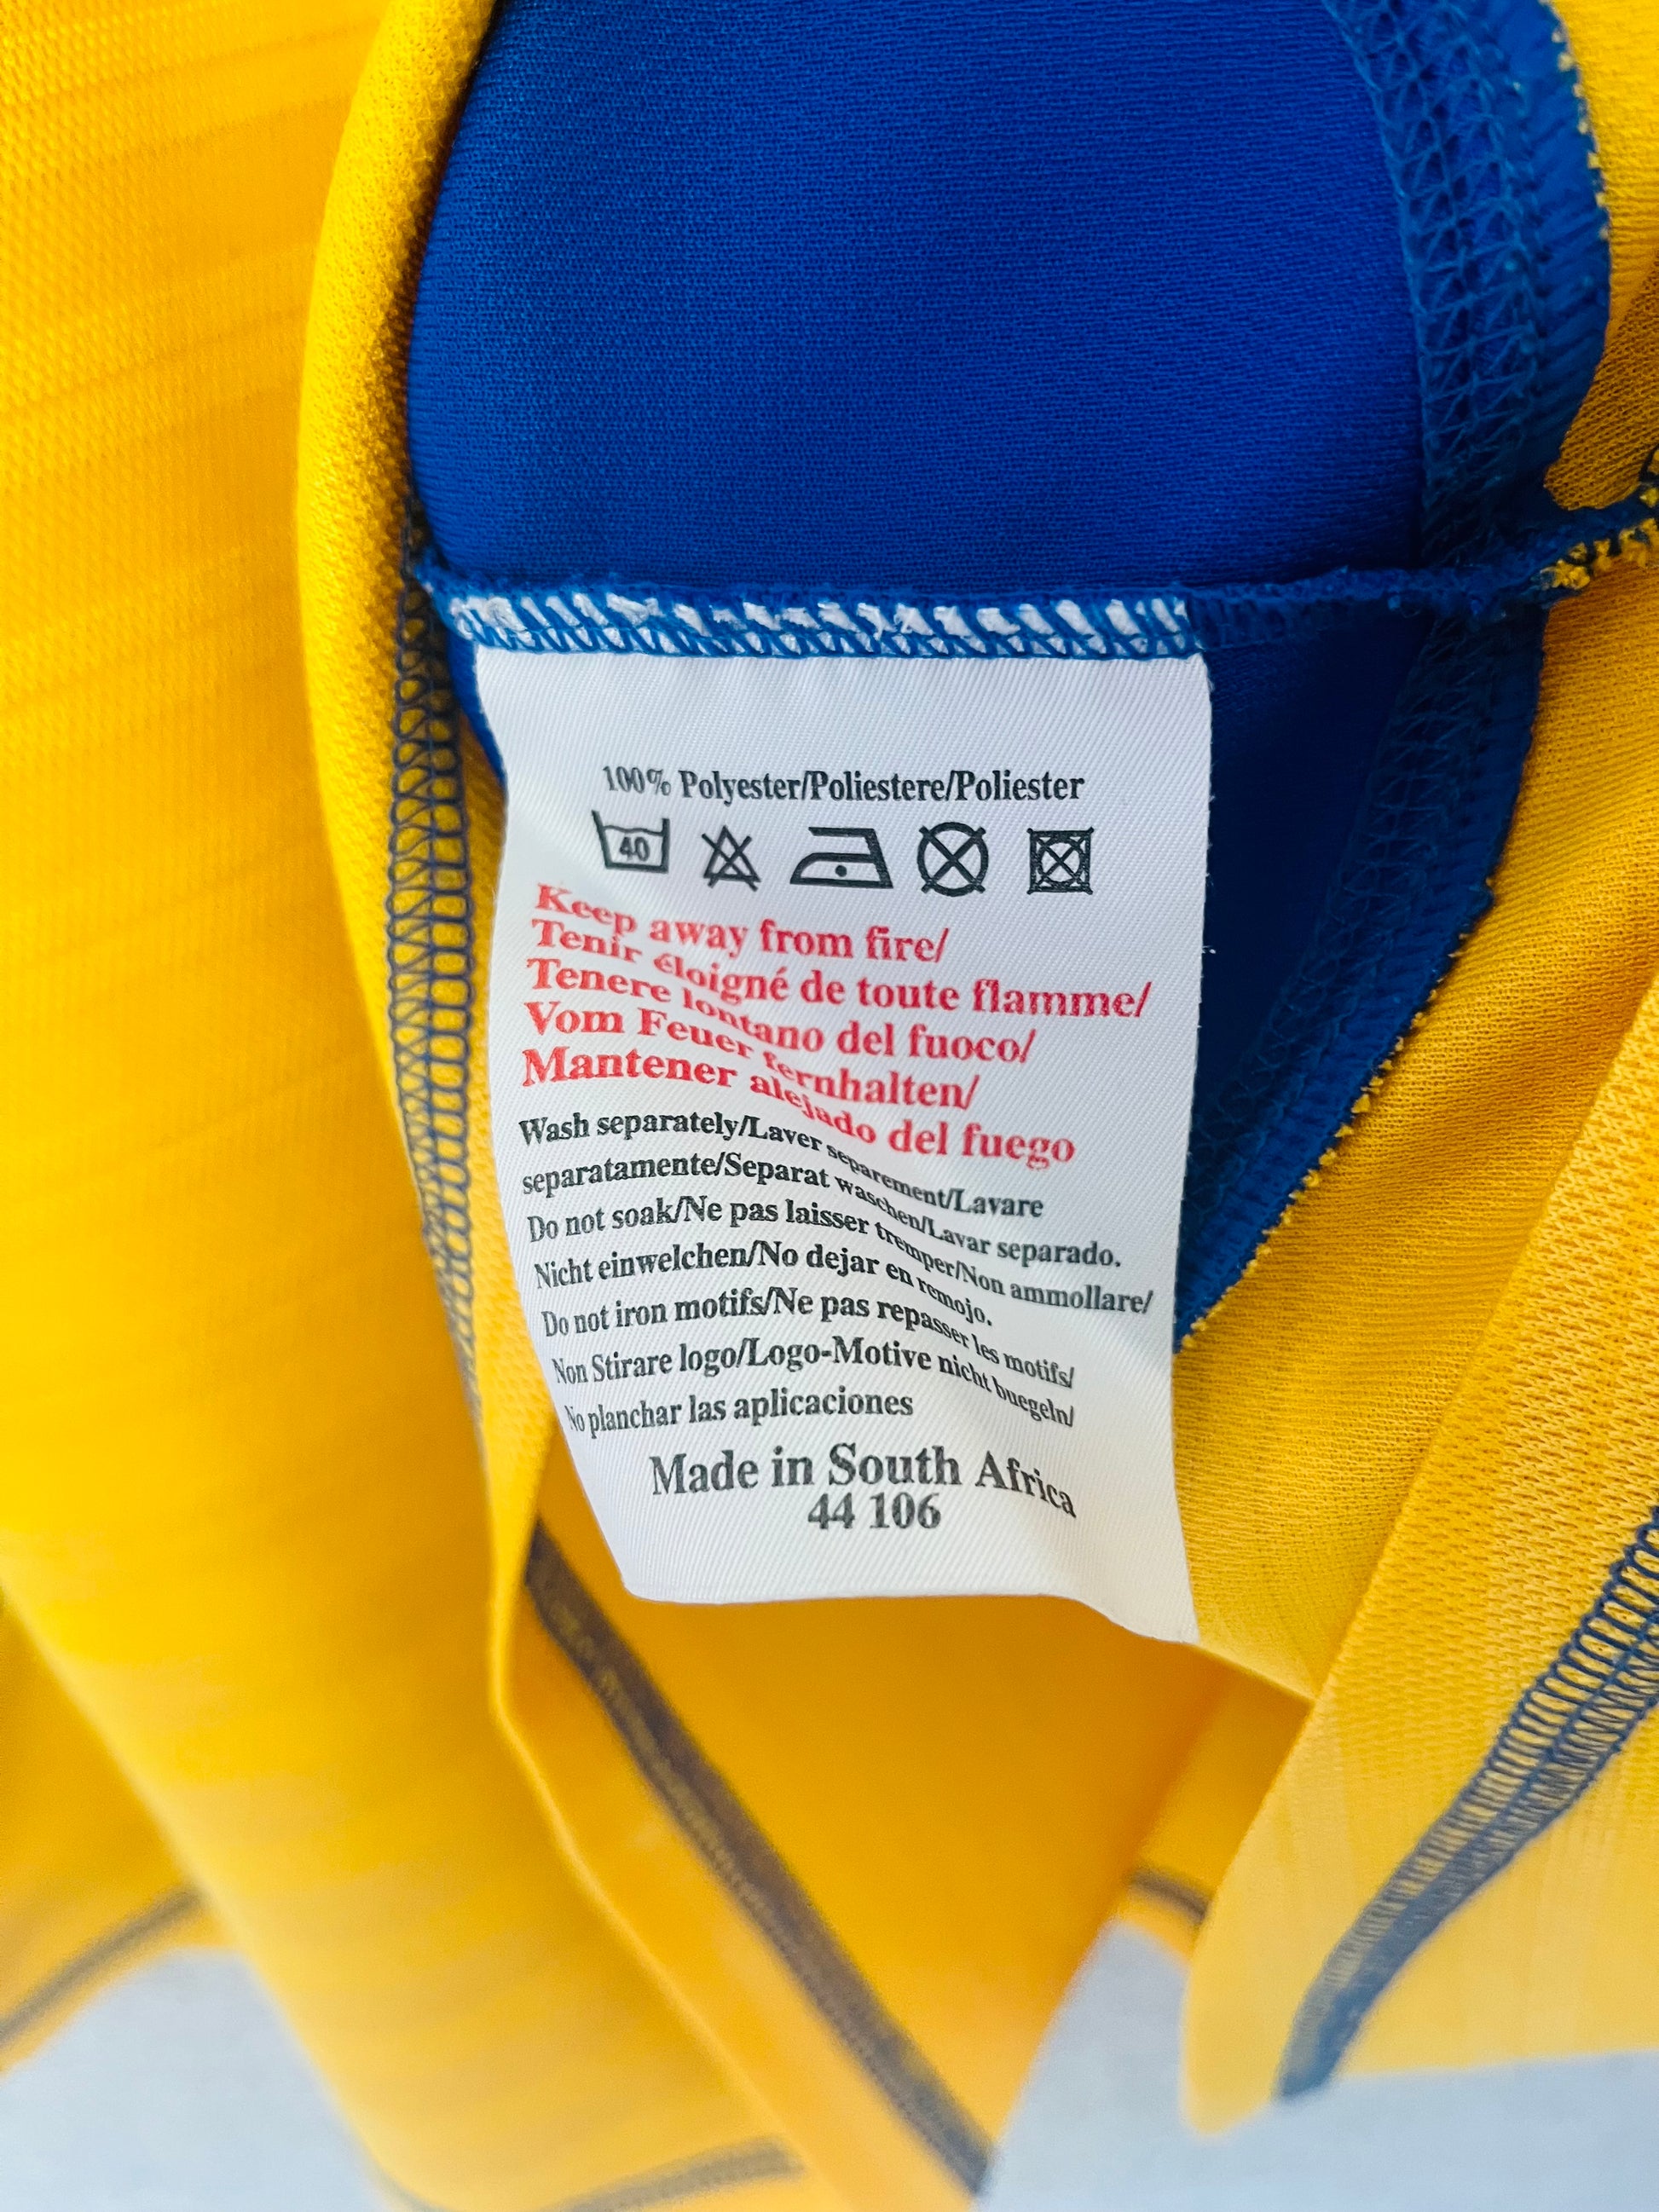 100% Polyester/Poliestere/Poliester
40
Keep away from fire/
Tenir éloigné de toute flamme/
Tenere lontano del fuoco/
Vom Feuer fernhalten/
Mantener alejado del fuego
Wash separately/Laver separement/Lavare
separatamente/Separat waschen/Lavar separado.
Do not soak/Ne pas laisser tremper/Non ammollare/
Nicht einwelchen/No dejar en remojo.
Do not iron motifs/Ne pas repasser les motifs/
Non Stirare logo/Logo-Motive nicht buegeln/
No planchar las aplicaciones
Made in South Africa
44 106